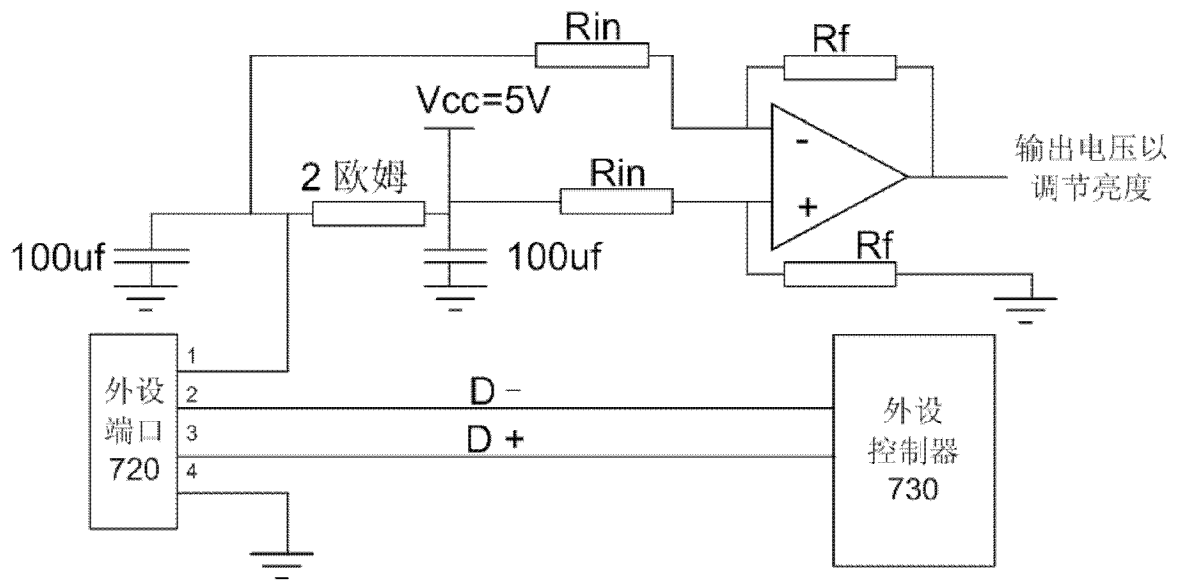 Rin
Rf
Vcc=5V
-
输出电压以
调节亮度
2 欧姆
Rin
+
100uf
100uf
Rf
1
2
3
4
外设
端口
720
D -
D +
外设
控制器
730